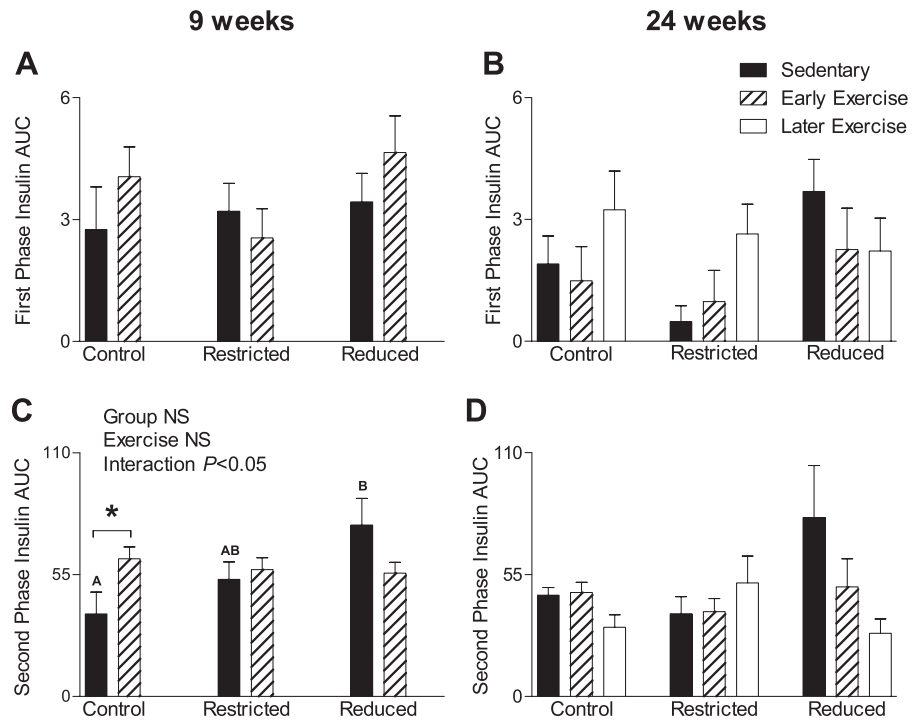 9 weeks
24 weeks
A
First Phase Insulin AUC
6
3
0
Control
Restricted
Reduced
B
Sedentary
Early Exercise
Later Exercise
First Phase Insulin AUC
6
3
0
Control
Restricted
Reduced
C
Group NS
Exercise NS
Interaction P<0.05
Second Phase Insulin AUC
110
55
0
*
A
AB
B
Control
Restricted
Reduced
D
Second Phase Insulin AUC
110
55
0
Control
Restricted
Reduced